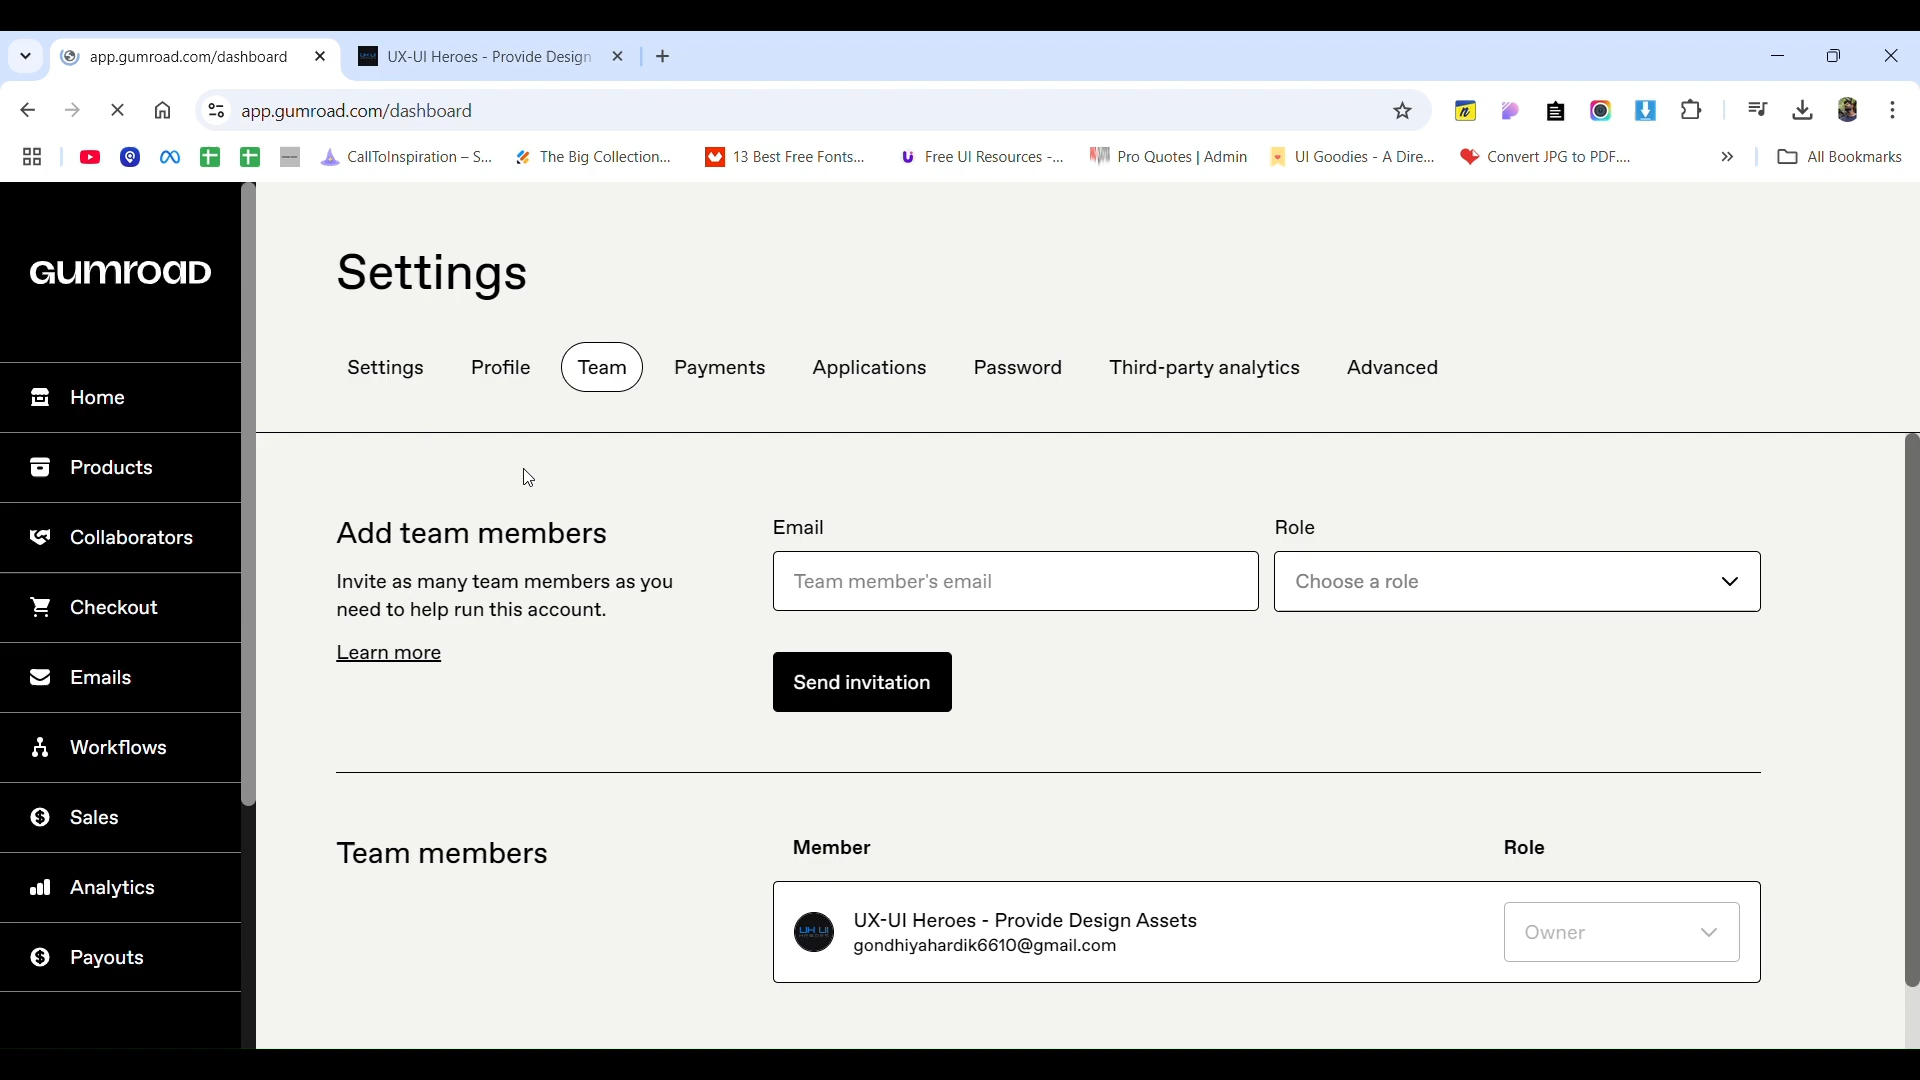 app.gumroad.com/dashboard
UX-UI Heroes - Provide Design
app.gumroad.com/dashboard
CallToInspiration – S...
The Big Collection...
13 Best Free Fonts...
Free UI Resources -...
Pro Quotes | Admin
UI Goodies - A Dire...
Convert JPG to PDF....
All Bookmarks
GUMROAD
Home
Products
Collaborators
Checkout
Emails
Workflows
Sales
Analytics
Payouts
Settings
Settings
Profile
Team
Payments
Applications
Password
Third-party analytics
Advanced
Add team members
Invite as many team members as you
need to help run this account.
Learn more
Email
Team member's email
Role
Choose a role
Send invitation
Team members
Member
Role
UX-UI Heroes - Provide Design Assets
gondhiyahardik6610@gmail.com
Owner